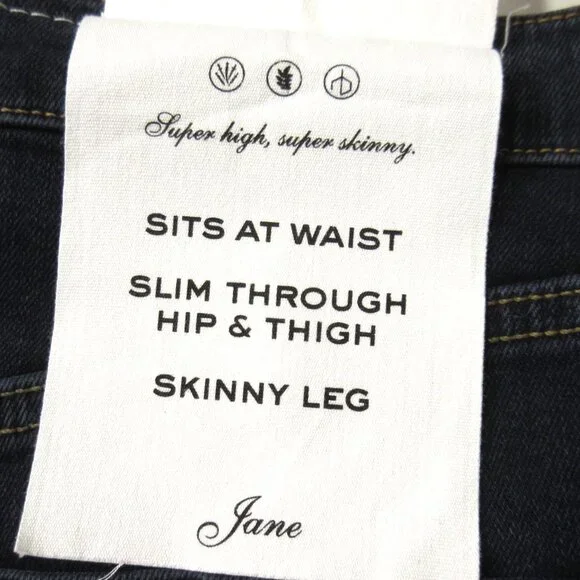 Super high, super skinny.
SITS AT WAIST
SLIM THROUGH
HIP & THIGH
SKINNY LEG
Jane